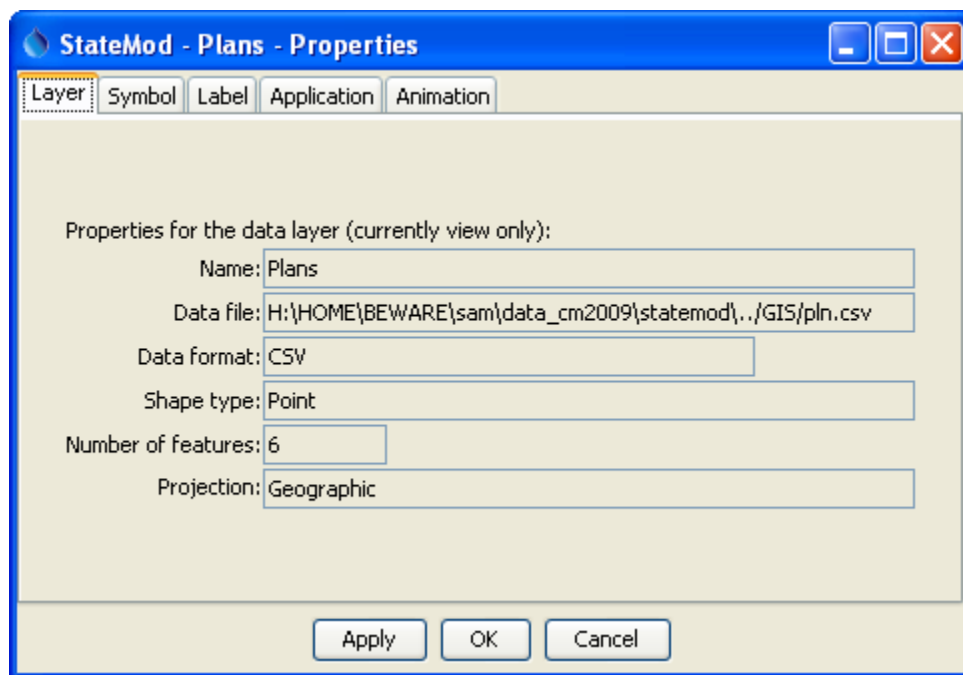 StateMod - Plans - Properties
Layer Symbol Label Application Animation
Properties for the data layer (currently view only):
Name: Plans
Data file: H:\HOME\BEWARE\sam\data_cm2009\statemod\../GIS/pln.csv
Data format: CSV
Shape type: Point
Number of features: 6
Projection: Geographic
Apply OK Cancel